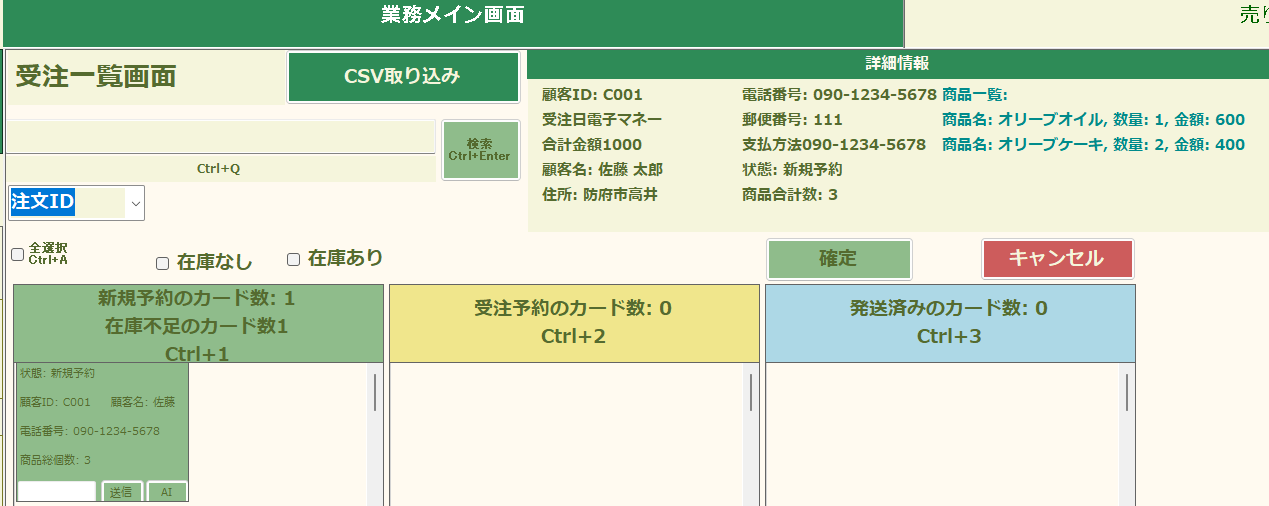 業務メイン画面
売り
受注一覧画面
CSV取り込み
検索
Ctrl+Enter
Ctrl+Q
注文ID
詳細情報
顧客ID: C001
受注日電子マネー
合計金額1000
顧客名: 佐藤 太郎
住所: 防府市高井
電話番号: 090-1234-5678
郵便番号: 111
支払方法090-1234-5678
状態: 新規予約
商品合計数: 3
商品一覧:
商品名: オリーブオイル, 数量: 1, 金額: 600
商品名: オリーブケーキ, 数量: 2, 金額: 400
全選択
Ctrl+A
在庫なし
在庫あり
確定
キャンセル
新規予約のカード数: 1
在庫不足のカード数1
Ctrl+1
受注予約のカード数: 0
Ctrl+2
発送済みのカード数: 0
Ctrl+3
状態: 新規予約
顧客ID: C001 顧客名: 佐藤
電話番号: 090-1234-5678
商品総個数: 3
送信
AI